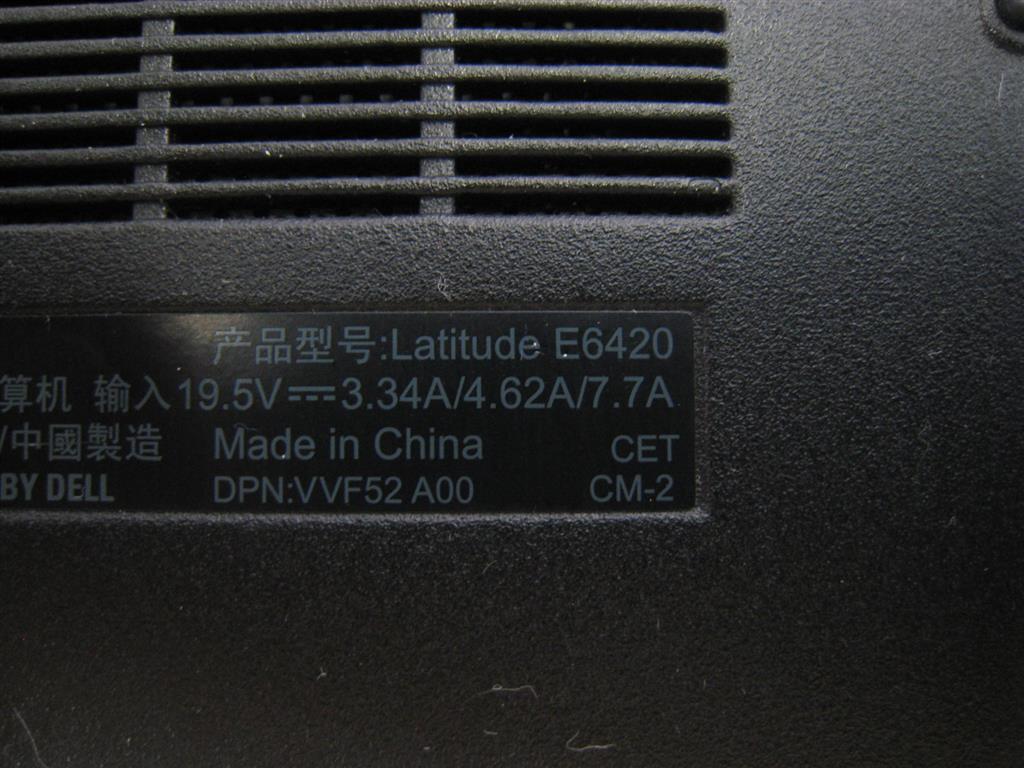 产品型号:Latitude E6420
算机 输入19.5V⎓3.34A/4.62A/7.7A
/中國製造 Made in China CET
BY DELL DPN:VVF52 A00 CM-2